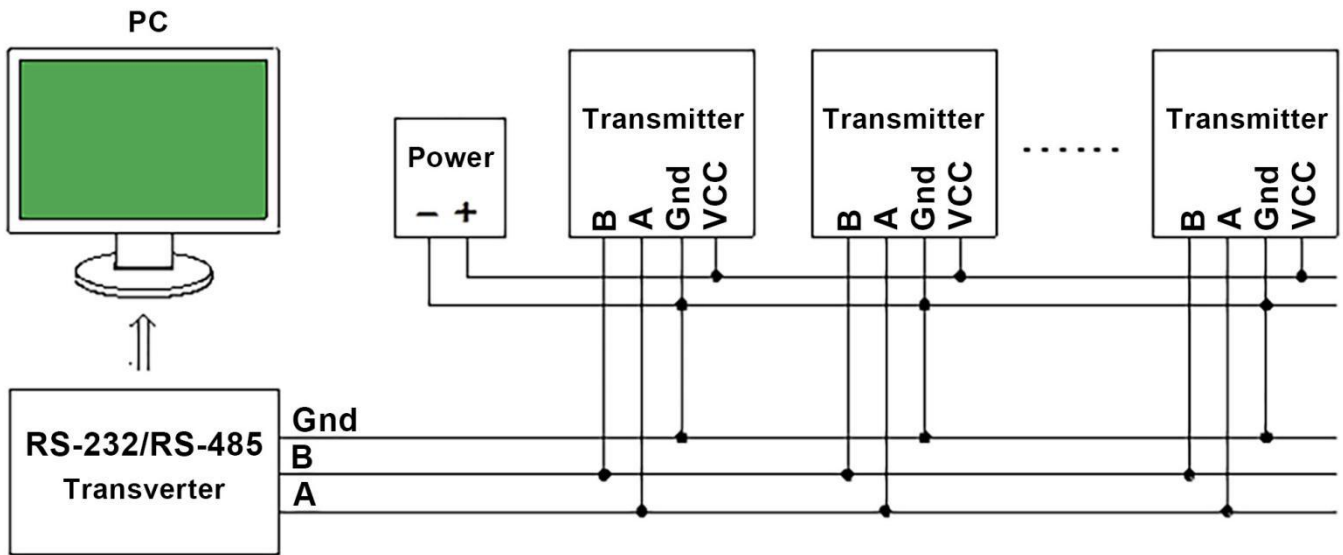 PC
Power
− +
Transmitter
B A Gnd VCC
Transmitter
B A Gnd VCC
......
Transmitter
B A Gnd VCC
RS-232/RS-485
Transverter
Gnd
B
A